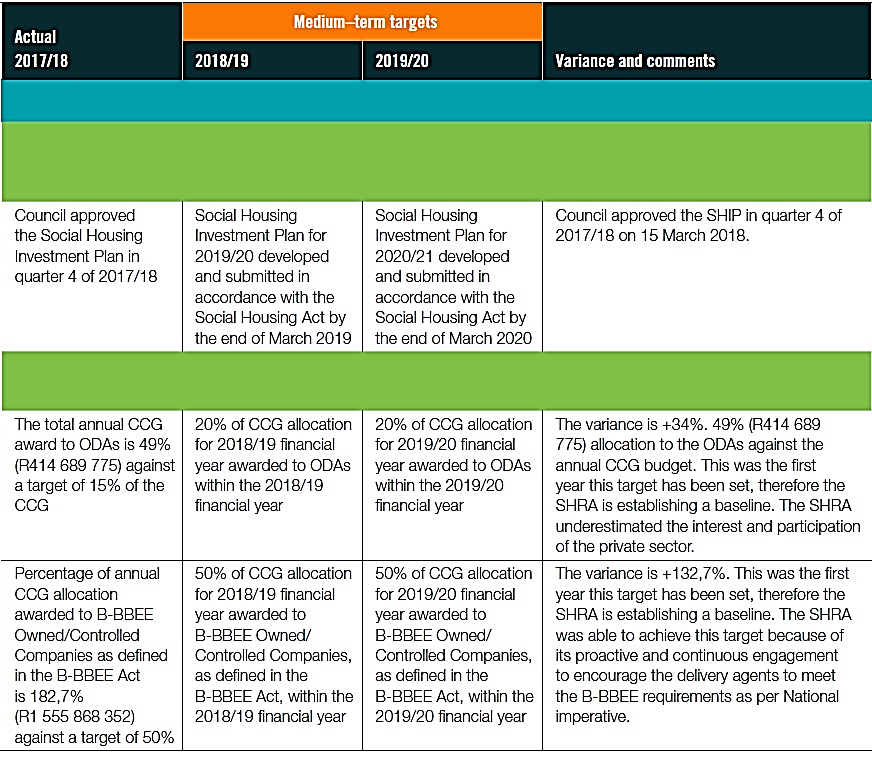 Actual
2017/18
Medium–term targets
2018/19
2019/20
Variance and comments
Council approved
the Social Housing
Investment Plan in
quarter 4 of 2017/18
Social Housing
Investment Plan for
2019/20 developed
and submitted in
accordance with the
Social Housing Act by
the end of March 2019
Social Housing
Investment Plan for
2020/21 developed
and submitted in
accordance with the
Social Housing Act by
the end of March 2020
Council approved the SHIP in quarter 4 of
2017/18 on 15 March 2018.
The total annual CCG
award to ODAs is 49%
(R414 689 775) against
a target of 15% of the
CCG
20% of CCG allocation
for 2018/19 financial
year awarded to ODAs
within the 2018/19
financial year
20% of CCG allocation
for 2019/20 financial
year awarded to ODAs
within the 2019/20
financial year
The variance is +34%. 49% (R414 689
775) allocation to the ODAs against the
annual CCG budget. This was the first
year this target has been set, therefore the
SHRA is establishing a baseline. The SHRA
underestimated the interest and participation
of the private sector.
Percentage of annual
CCG allocation
awarded to B-BBEE
Owned/Controlled
Companies as defined
in the B-BBEE Act
is 182,7%
(R1 555 868 352)
against a target of 50%
50% of CCG allocation
for 2018/19 financial
year awarded to
B-BBEE Owned/
Controlled Companies,
as defined in the
B-BBEE Act, within the
2018/19 financial year
50% of CCG allocation
for 2019/20 financial
year awarded to
B-BBEE Owned/
Controlled Companies,
as defined in the
B-BBEE Act, within the
2019/20 financial year
The variance is +132,7%. This was the first
year this target has been set, therefore the
SHRA is establishing a baseline. The SHRA
was able to achieve this target because of
its proactive and continuous engagement
to encourage the delivery agents to meet
the B-BBEE requirements as per National
imperative.